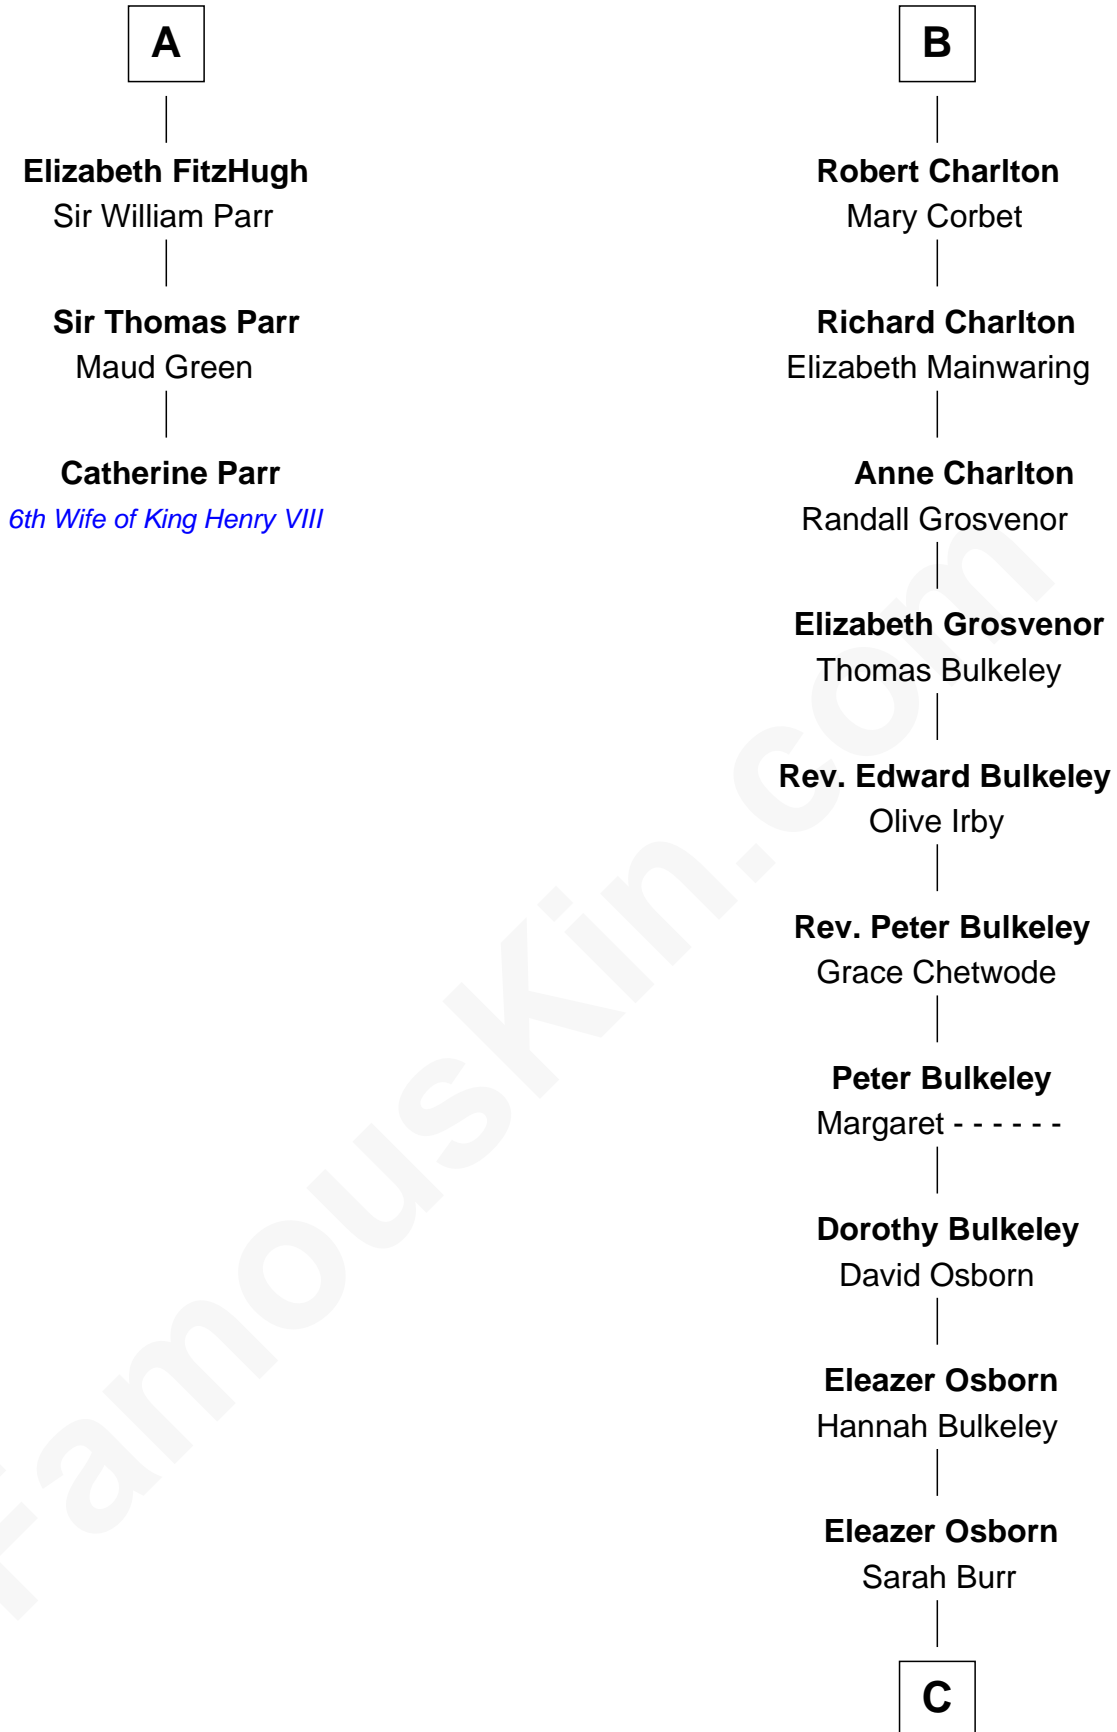 A
Elizabeth FitzHugh
Sir William Parr
Sir Thomas Parr
Maud Green
Catherine Parr
6th Wife of King Henry VIII
B
Robert Charlton
Mary Corbet
Richard Charlton
Elizabeth Mainwaring
Anne Charlton
Randall Grosvenor
Elizabeth Grosvenor
Thomas Bulkeley
Rev. Edward Bulkeley
Olive Irby
Rev. Peter Bulkeley
Grace Chetwode
Peter Bulkeley
Margaret - - - - - -
Dorothy Bulkeley
David Osborn
Eleazer Osborn
Hannah Bulkeley
Eleazer Osborn
Sarah Burr
C
FamousKin.com